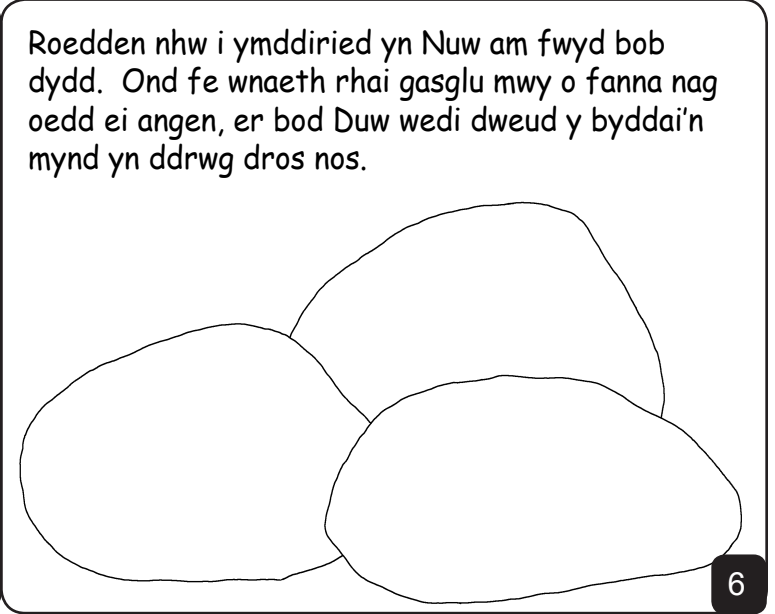 Roedden nhw i ymddiried yn Nuw am fwyd bob
dydd.  Ond fe wnaeth rhai gasglu mwy o fanna nag
oedd ei angen, er bod Duw wedi dweud y byddai'n
mynd yn ddrwg dros nos.
6